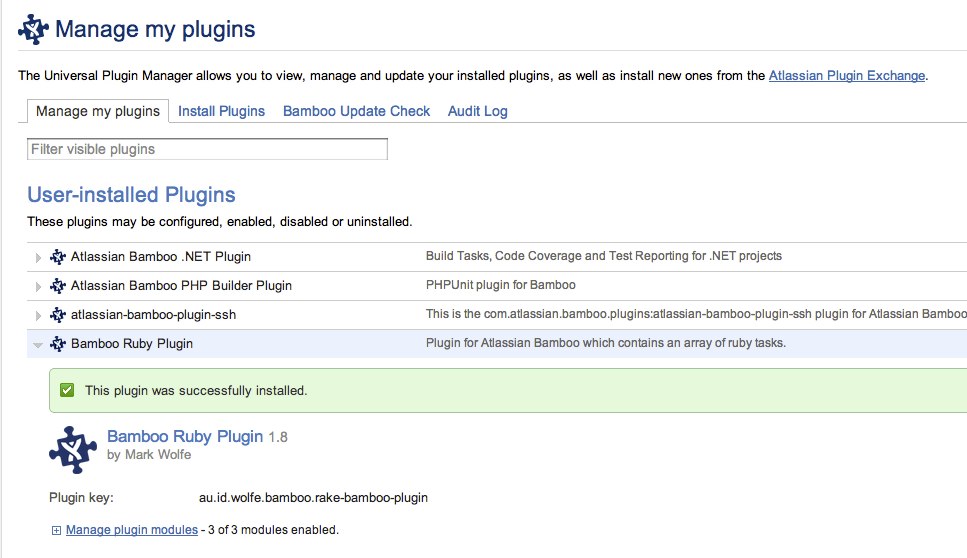 Manage my plugins
The Universal Plugin Manager allows you to view, manage and update your installed plugins, as well as install new ones from the Atlassian Plugin Exchange.
Manage my plugins Install Plugins Bamboo Update Check Audit Log
Filter visible plugins
User-installed Plugins
These plugins may be configured, enabled, disabled or uninstalled.
Atlassian Bamboo .NET Plugin Build Tasks, Code Coverage and Test Reporting for .NET projects
Atlassian Bamboo PHP Builder Plugin PHPUnit plugin for Bamboo
atlassian-bamboo-plugin-ssh This is the com.atlassian.bamboo.plugins:atlassian-bamboo-plugin-ssh plugin for Atlassian Bamboo
Bamboo Ruby Plugin Plugin for Atlassian Bamboo which contains an array of ruby tasks.
This plugin was successfully installed.
Bamboo Ruby Plugin 1.8
by Mark Wolfe
Plugin key: au.id.wolfe.bamboo.rake-bamboo-plugin
Manage plugin modules - 3 of 3 modules enabled.